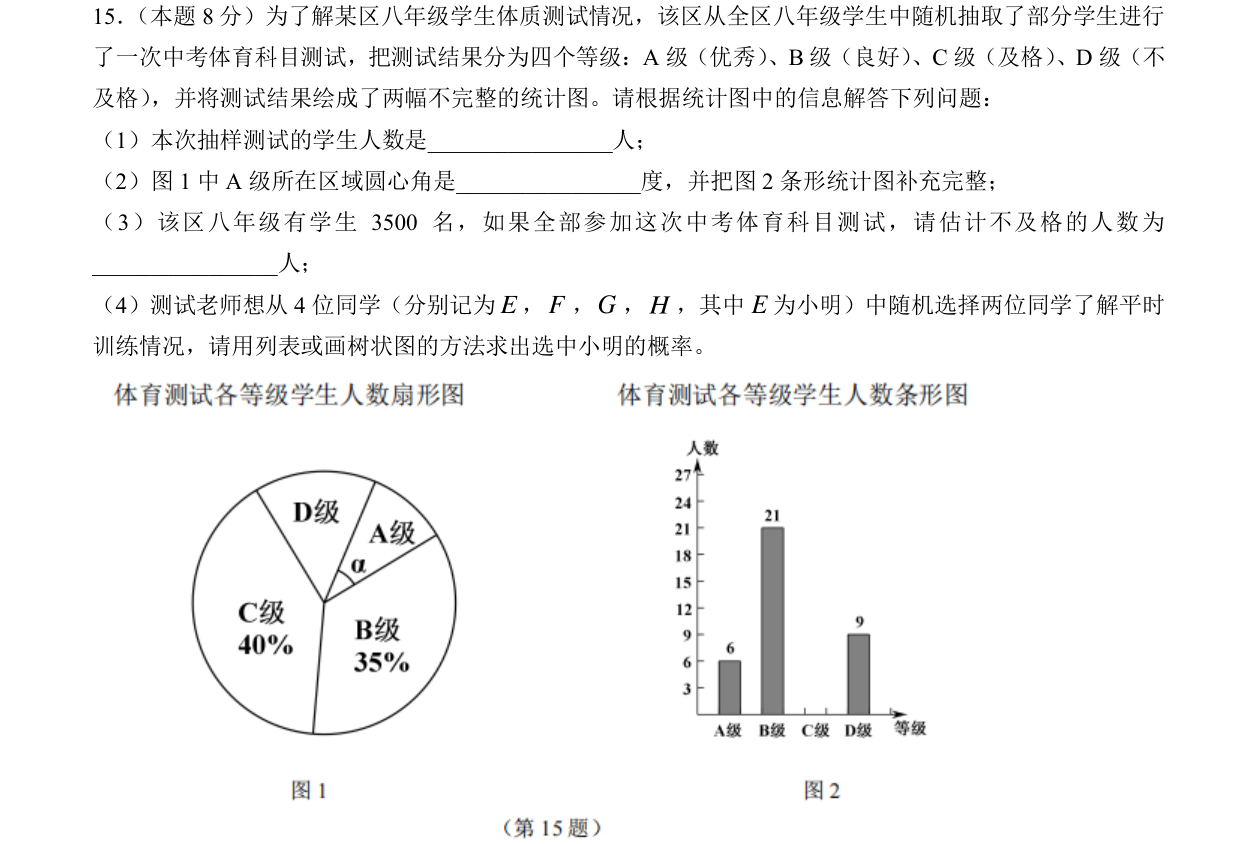 15.（本题 8 分）为了解某区八年级学生体质测试情况，该区从全区八年级学生中随机抽取了部分学生进行
了一次中考体育科目测试，把测试结果分为四个等级：A 级（优秀）、B 级（良好）、C 级（及格）、D 级（不
及格），并将测试结果绘成了两幅不完整的统计图。请根据统计图中的信息解答下列问题：
（1）本次抽样测试的学生人数是________________人；
（2）图 1 中 A 级所在区域圆心角是________________度，并把图 2 条形统计图补充完整；
（3）该区八年级有学生 3500 名，如果全部参加这次中考体育科目测试，请估计不及格的人数为
________________人；
（4）测试老师想从 4 位同学（分别记为 E，F，G，H，其中 E 为小明）中随机选择两位同学了解平时
训练情况，请用列表或画树状图的方法求出选中小明的概率。
体育测试各等级学生人数扇形图
D级
A级
α
C级
40%
B级
35%
图 1
体育测试各等级学生人数条形图
人数
27
24
21
18
15
12
9
6
3
6
21
9
A级 B级 C级 D级 等级
图 2
（第 15 题）